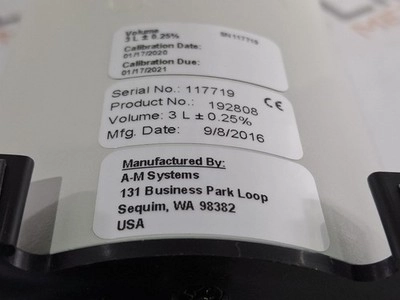 Volume SN 117719
3 L ± 0.25%
Calibration Date:
01/17/2020
Calibration Due:
01/17/2021
Serial No.: 117719 CE
Product No.: 192808
Volume: 3 L ± 0.25%
Mfg. Date: 9/8/2016
Manufactured By:
A-M Systems
131 Business Park Loop
Sequim, WA 98382
USA